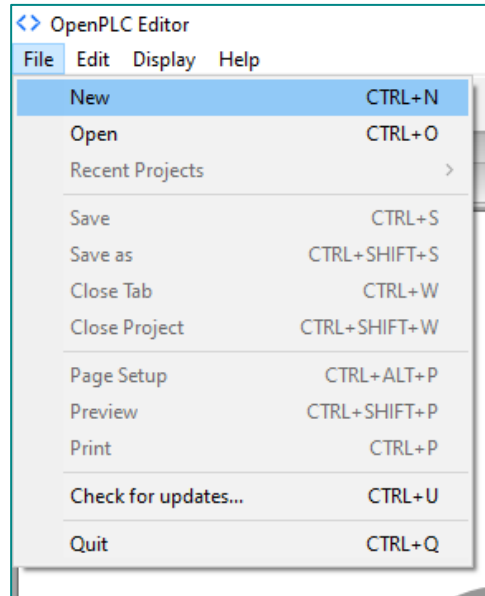 <> OpenPLC Editor
File Edit Display Help
New CTRL+N
Open CTRL+O
Recent Projects >
Save CTRL+S
Save as CTRL+SHIFT+S
Close Tab CTRL+W
Close Project CTRL+SHIFT+W
Page Setup CTRL+ALT+P
Preview CTRL+SHIFT+P
Print CTRL+P
Check for updates... CTRL+U
Quit CTRL+Q